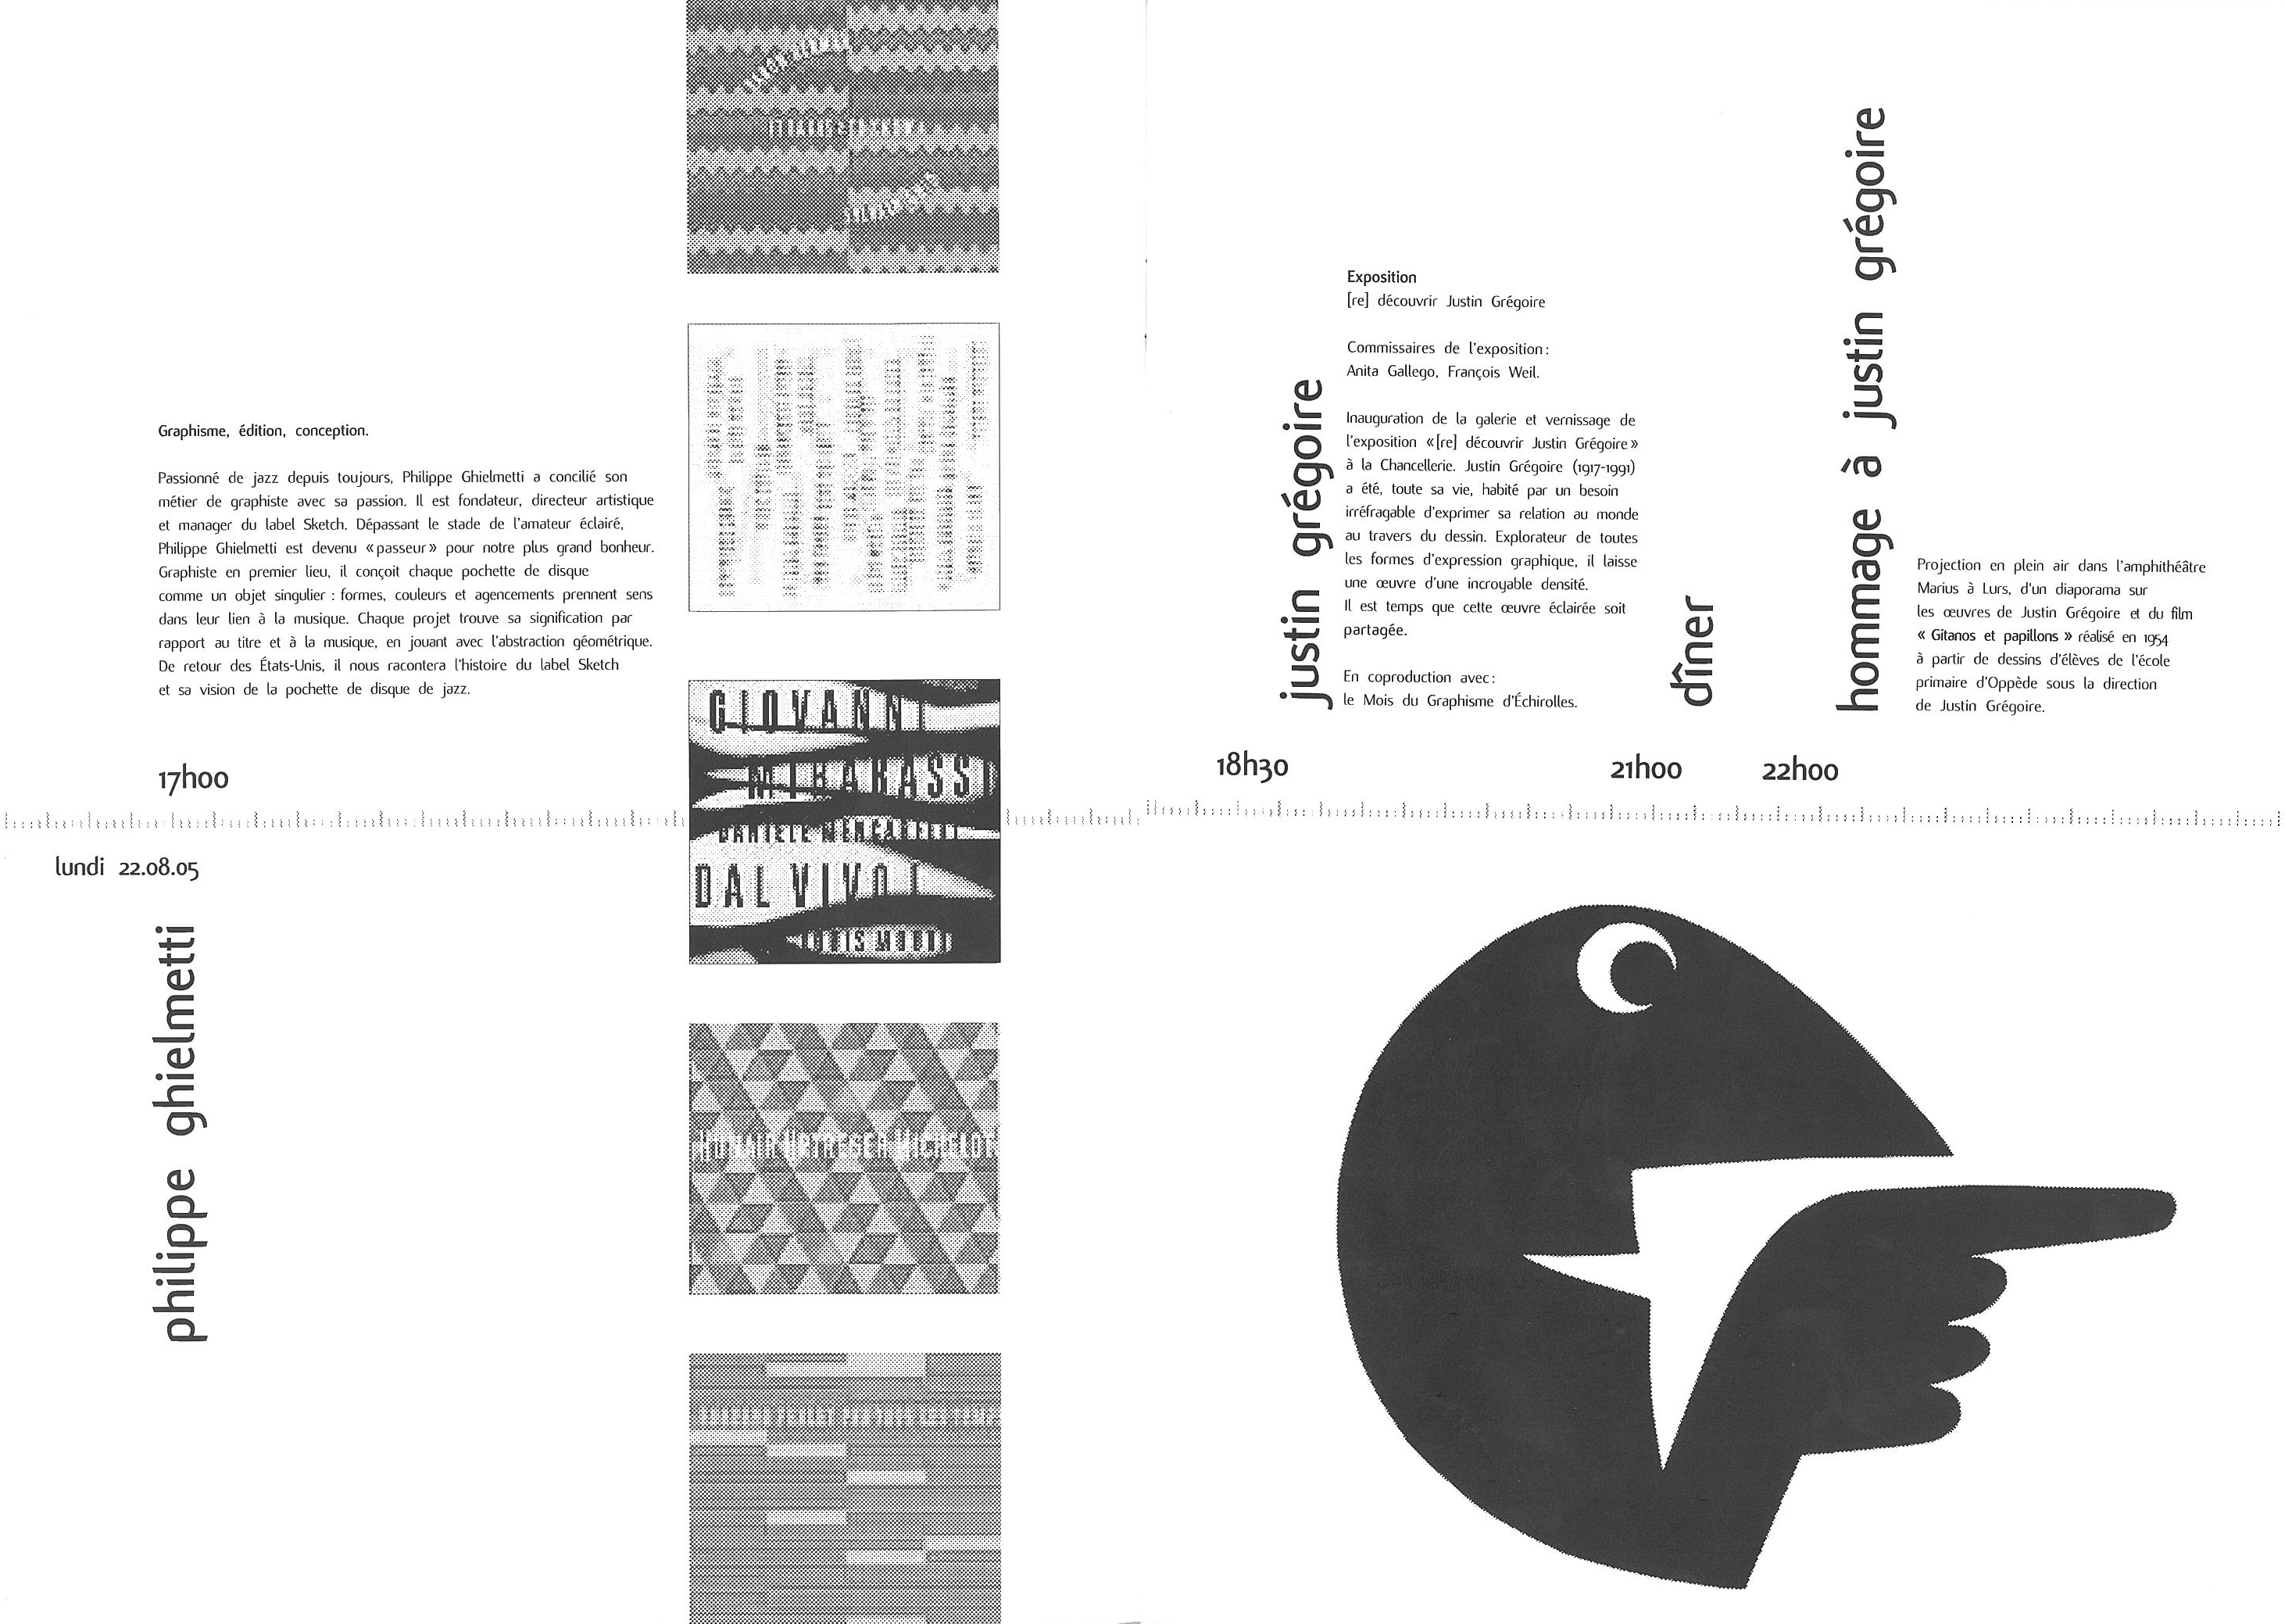 Graphisme, édition, conception.
Passionné de jazz depuis toujours, Philippe Ghielmetti a concilié son
métier de graphiste avec sa passion. Il est fondateur, directeur artistique
et manager du label Sketch. Dépassant le stade de l'amateur éclairé,
Philippe Ghielmetti est devenu «passeur» pour notre plus grand bonheur.
Graphiste en premier lieu, il conçoit chaque pochette de disque
comme un objet singulier : formes, couleurs et agencements prennent sens
dans leur lien à la musique. Chaque projet trouve sa signification par
rapport au titre et à la musique, en jouant avec l'abstraction géométrique.
De retour des États-Unis, il nous racontera l'histoire du label Sketch
et sa vision de la pochette de disque de jazz.
17h00
lundi 22.08.05
philippe ghielmetti
GIOVANNI
MIRABASSI
DANIELE MENCARELLI
DAL VIVO !
LOUIS MOUTIN
justin grégoire
Exposition
[re] découvrir Justin Grégoire
Commissaires de l'exposition :
Anita Gallego, François Weil.
Inauguration de la galerie et vernissage de
l'exposition «[re] découvrir Justin Grégoire»
à la Chancellerie. Justin Grégoire (1917-1991)
a été, toute sa vie, habité par un besoin
irréfragable d'exprimer sa relation au monde
au travers du dessin. Explorateur de toutes
les formes d'expression graphique, il laisse
une œuvre d'une incroyable densité.
Il est temps que cette œuvre éclairée soit
partagée.
En coproduction avec :
le Mois du Graphisme d'Échirolles.
18h30
dîner
21h00
hommage à justin grégoire
Projection en plein air dans l'amphithéâtre
Marius à Lurs, d'un diaporama sur
les œuvres de Justin Grégoire et du film
« Gitanos et papillons » réalisé en 1954
à partir de dessins d'élèves de l'école
primaire d'Oppède sous la direction
de Justin Grégoire.
22h00